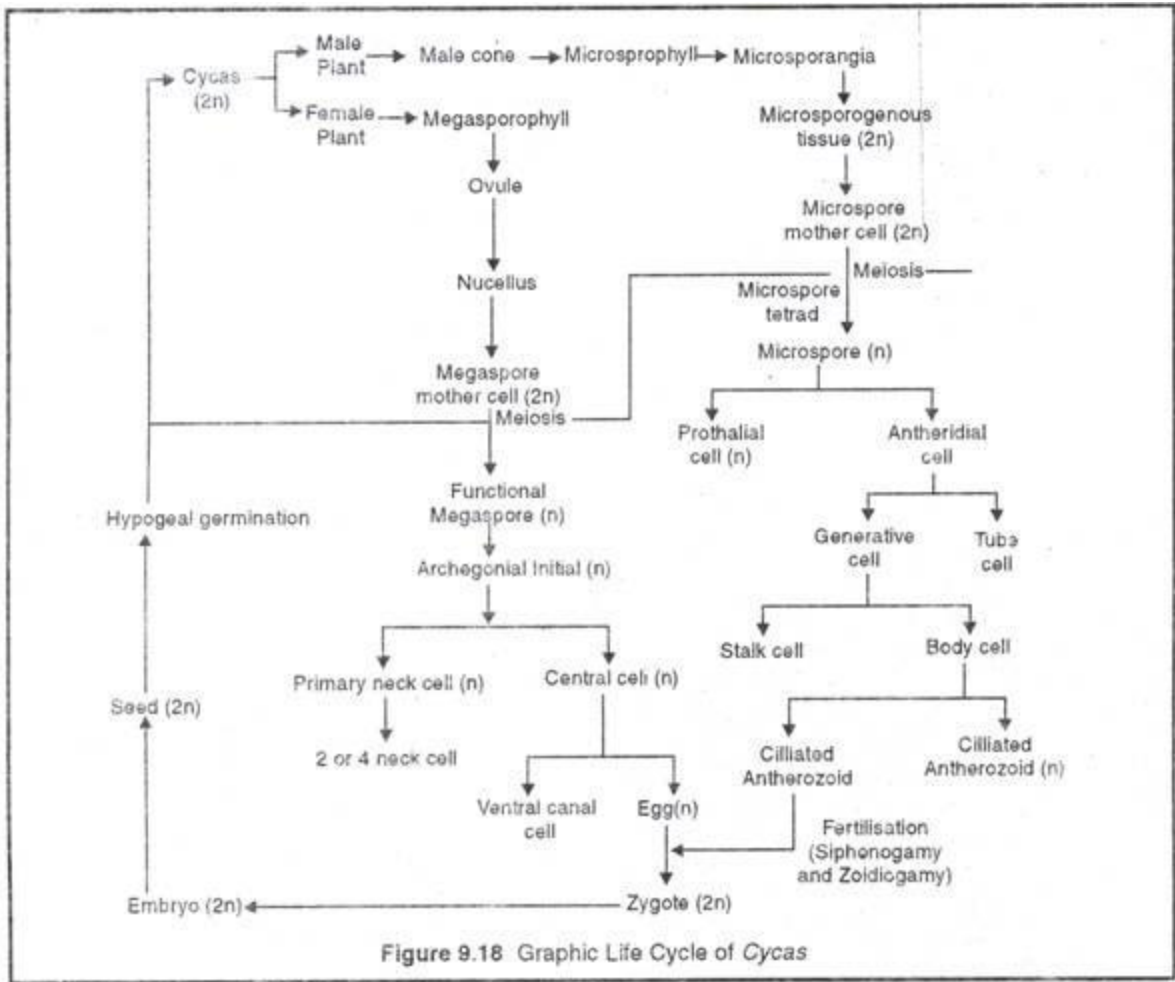 Male
Plant
Male cone
Microsprophyll
Microsporangia
Cycas
(2n)
Female
Plant
Megasporophyll
Microsporogenous
tissue (2n)
Ovule
Microspore
mother cell (2n)
Nucellus
Meiosis
Microspore
tetrad
Microspore (n)
Megaspore
mother cell (2n)
Meiosis
Prothalial
cell (n)
Antheridial
cell
Functional
Megaspore (n)
Hypogeal germination
Generative
cell
Tube
cell
Archegonial Initial (n)
Stalk cell
Body cell
Primary neck cell (n)
Central cell (n)
Seed (2n)
2 or 4 neck cell
Cilliated
Antherozoid
Cilliated
Antherozoid (n)
Ventral canal
cell
Egg(n)
Fertilisation
(Siphenogamy
and Zoidiogamy)
Embryo (2n)
Zygote (2n)
Figure 9.18 Graphic Life Cycle of Cycas